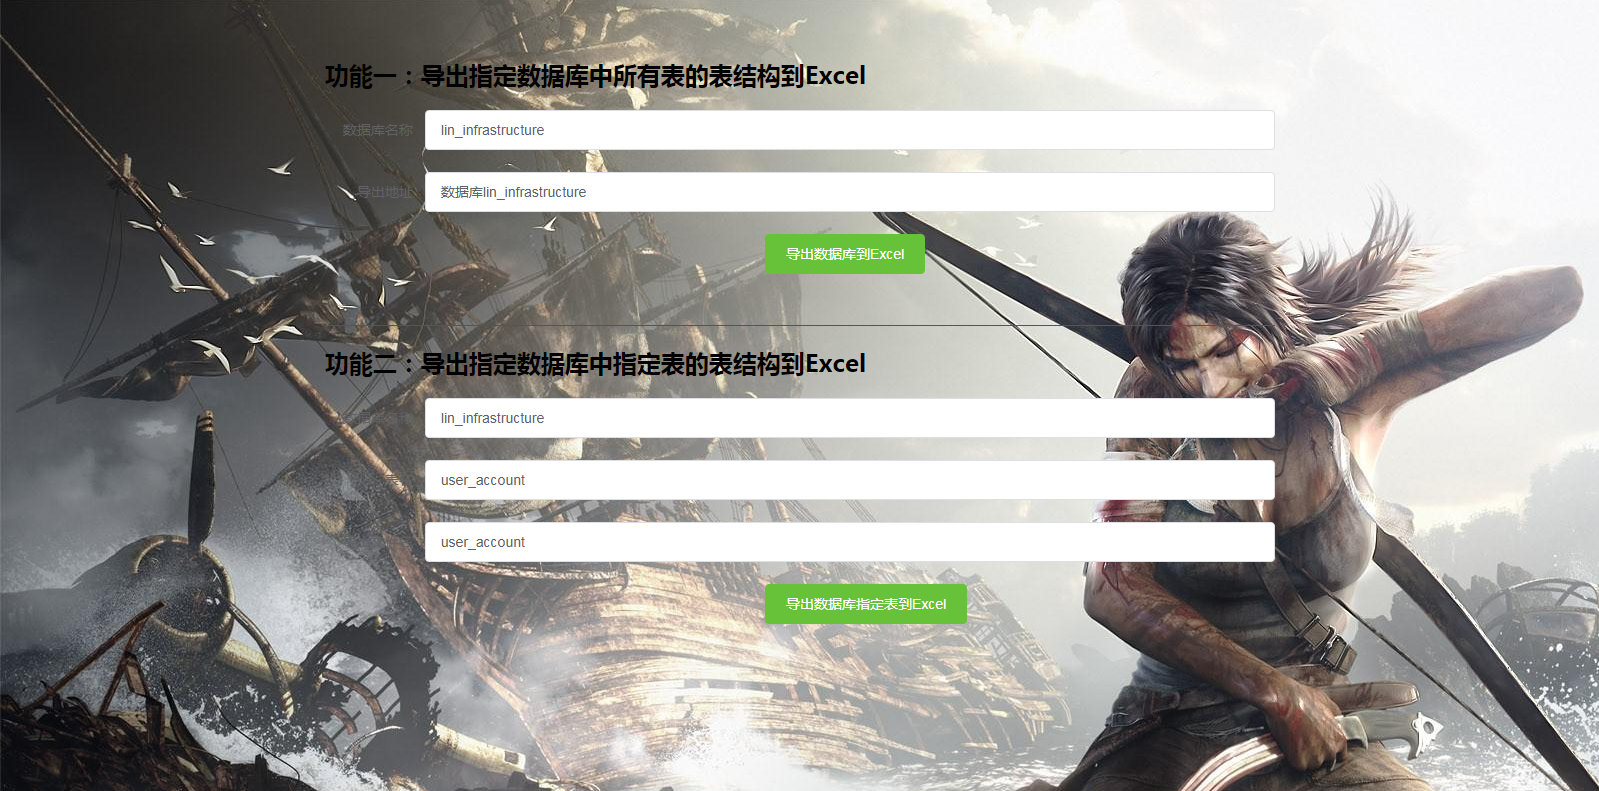 功能一：导出指定数据库中所有表的表结构到Excel
数据库名称
lin_infrastructure
导出地址
数据库lin_infrastructure
导出数据库到Excel
功能二：导出指定数据库中指定表的表结构到Excel
lin_infrastructure
user_account
user_account
导出数据库指定表到Excel